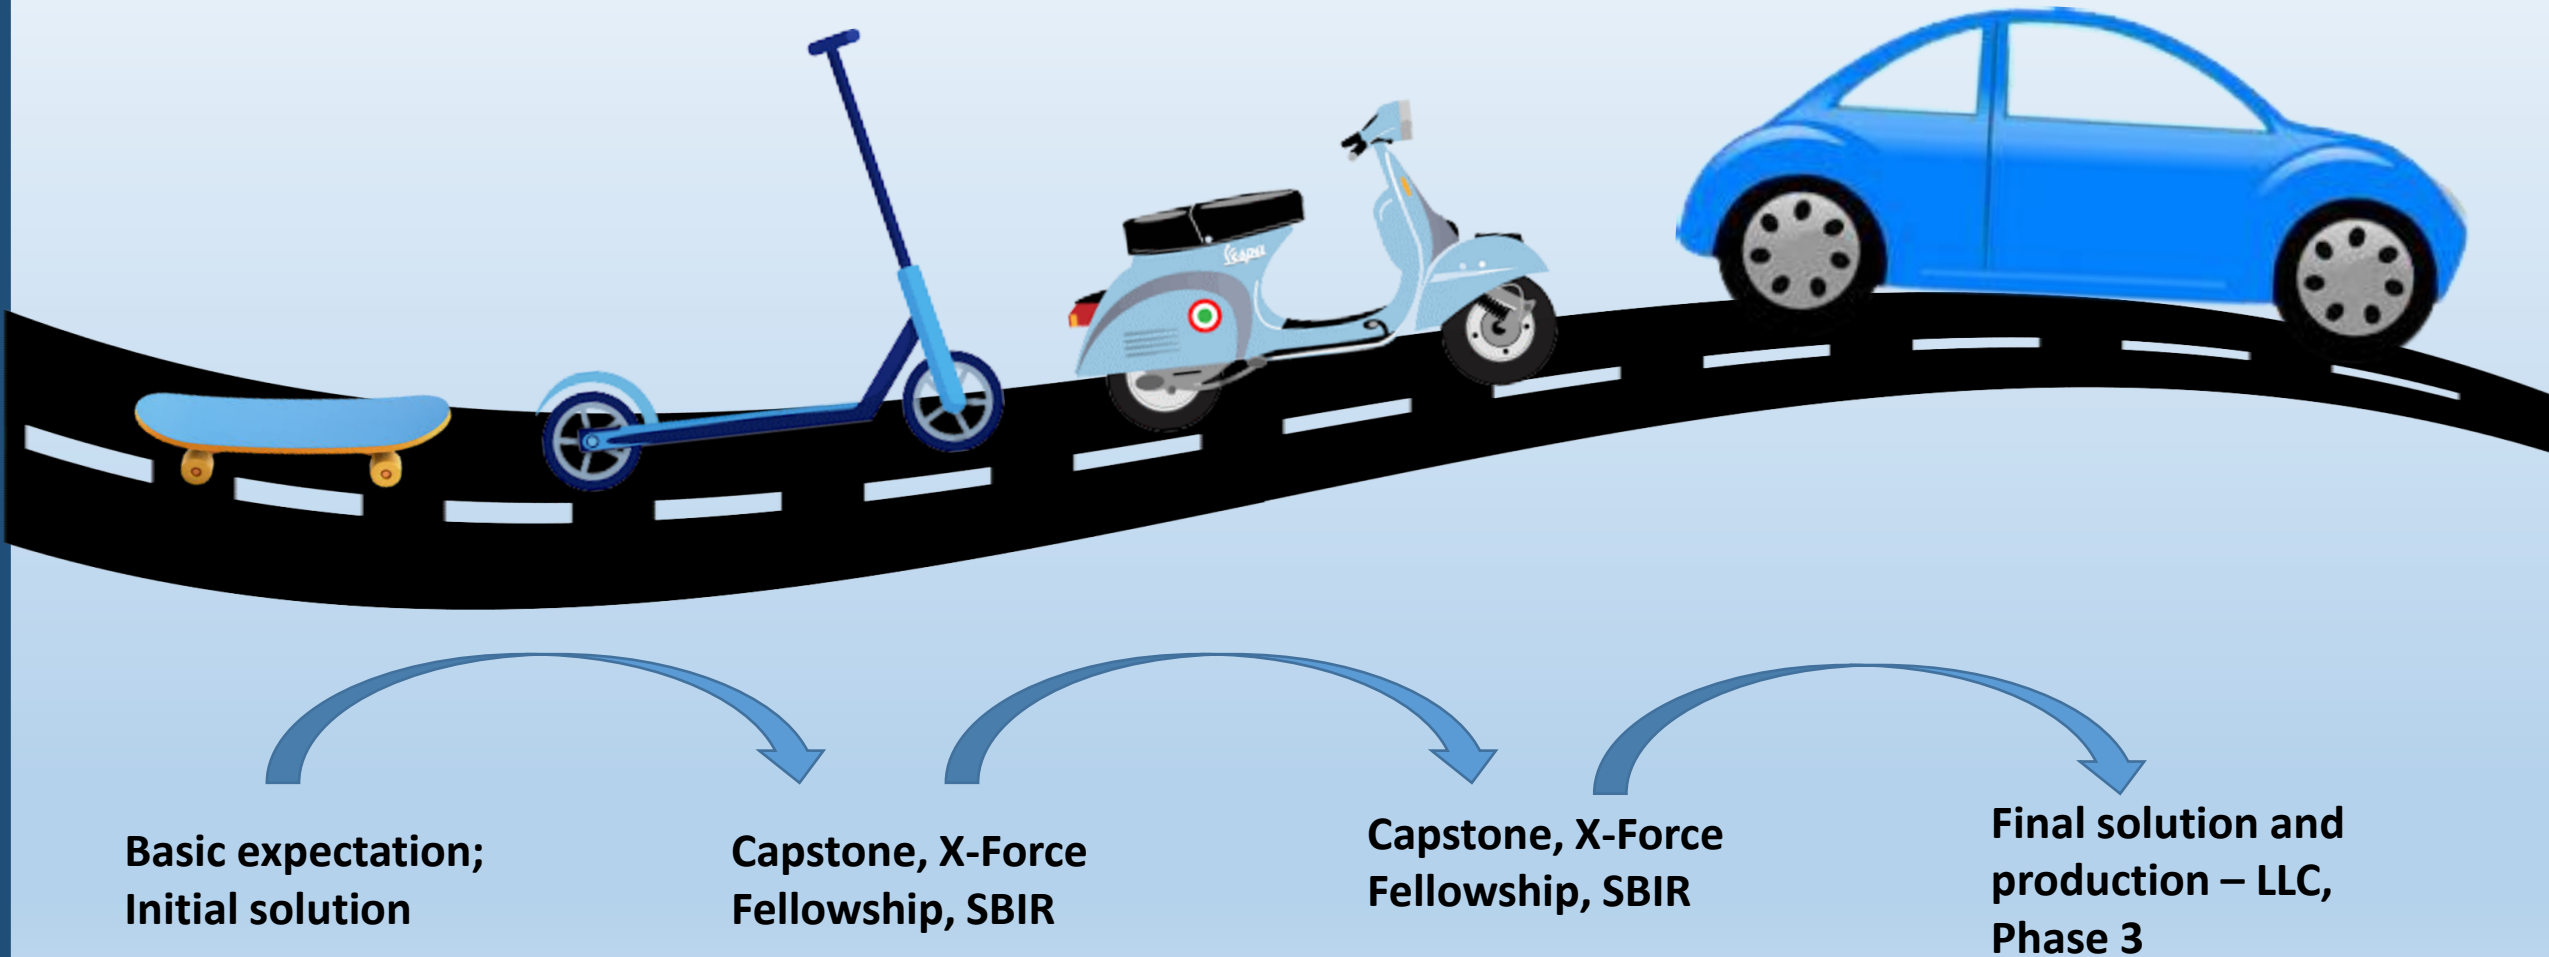 Vespa
Basic expectation;
Initial solution
Capstone, X-Force
Fellowship, SBIR
Capstone, X-Force
Fellowship, SBIR
Final solution and
production – LLC,
Phase 3